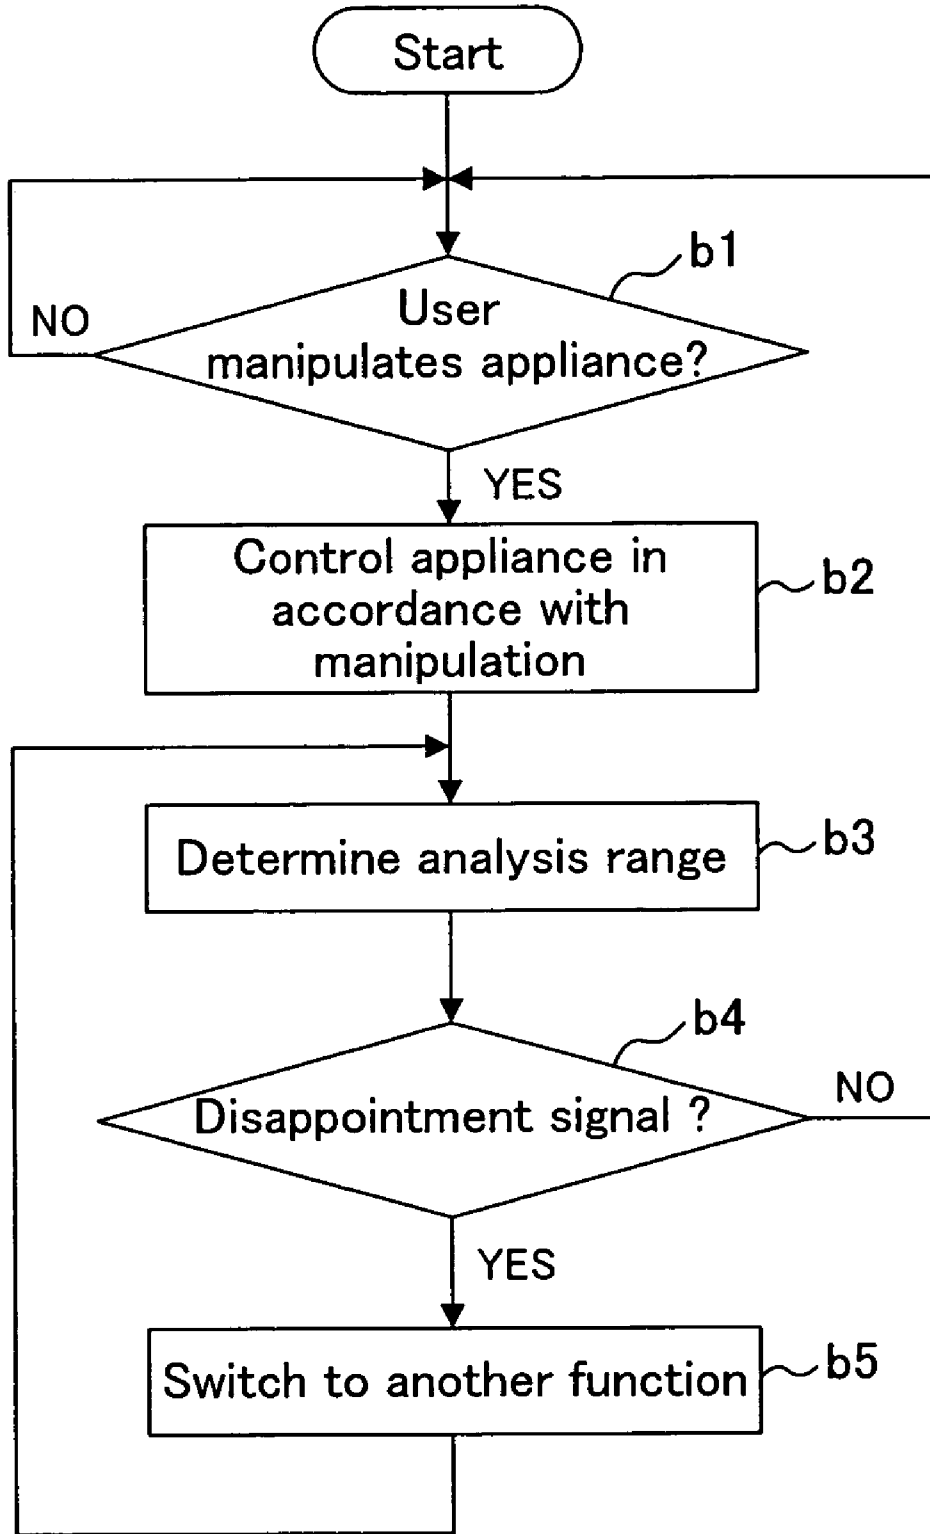 Start
b1
NO
User
manipulates appliance?
YES
Control appliance in
accordance with
manipulation
b2
Determine analysis range
b3
b4
NO
Disappointment signal ?
YES
Switch to another function
b5